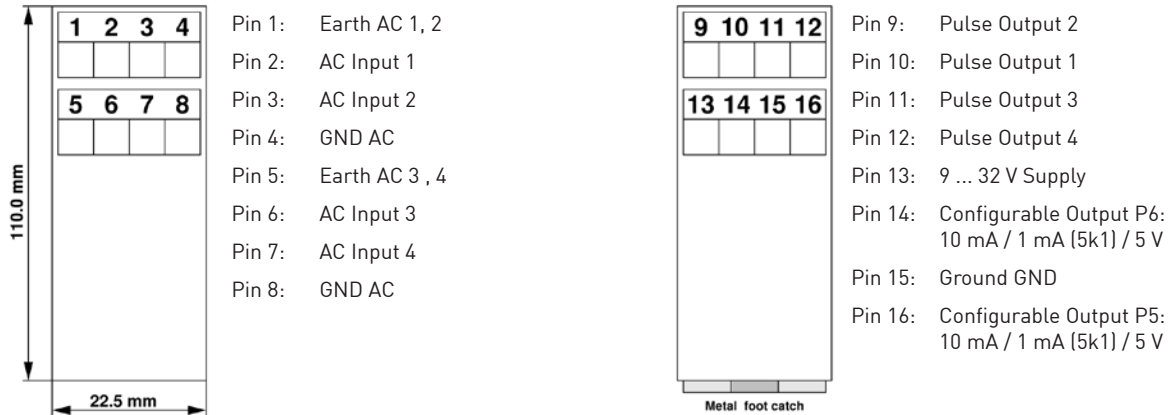 1 2 3 4
5 6 7 8
110.0 mm
22.5 mm
Pin 1: Earth AC 1, 2
Pin 2: AC Input 1
Pin 3: AC Input 2
Pin 4: GND AC
Pin 5: Earth AC 3 , 4
Pin 6: AC Input 3
Pin 7: AC Input 4
Pin 8: GND AC
9 10 11 12
13 14 15 16
Metal foot catch
Pin 9: Pulse Output 2
Pin 10: Pulse Output 1
Pin 11: Pulse Output 3
Pin 12: Pulse Output 4
Pin 13: 9 ... 32 V Supply
Pin 14: Configurable Output P6:
10 mA / 1 mA (5k1) / 5 V
Pin 15: Ground GND
Pin 16: Configurable Output P5:
10 mA / 1 mA (5k1) / 5 V